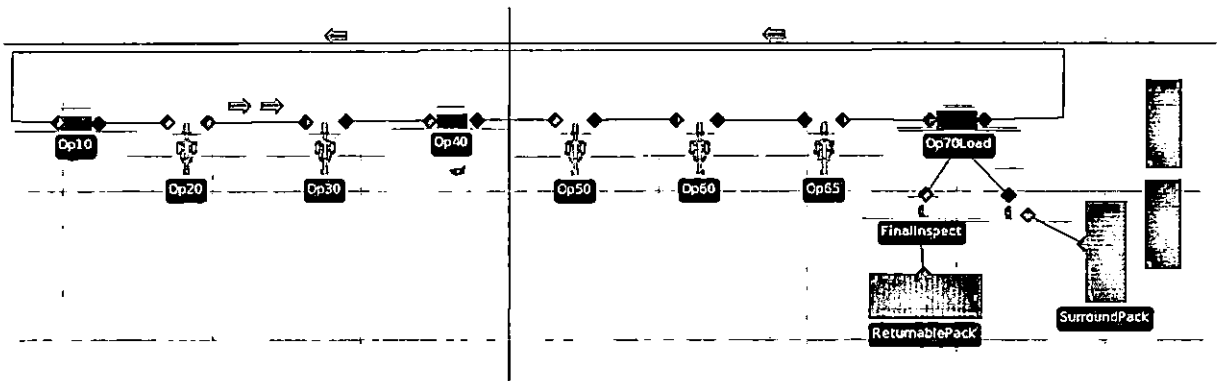 Op10
Op40
Op70Load
Op20
Op30
Op50
Op60
Op65
FinalInspect
SurroundPack
ReturnablePack